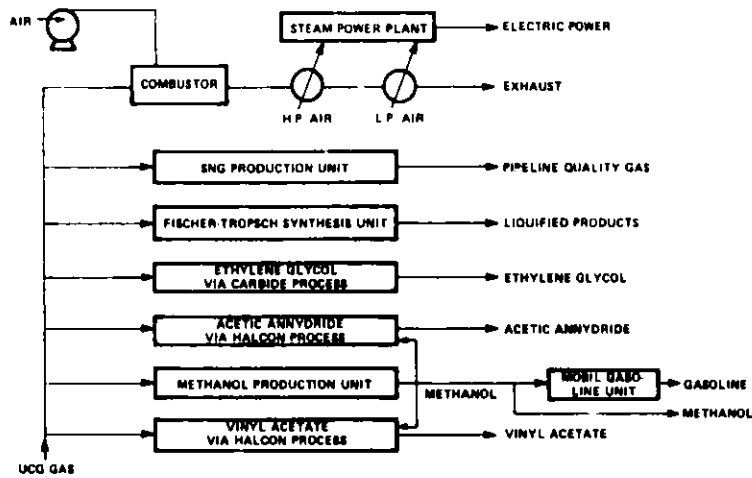 AIR
STEAM POWER PLANT
ELECTRIC POWER
COMBUSTOR
EXHAUST
HP AIR
LP AIR
SNG PRODUCTION UNIT
PIPELINE QUALITY GAS
FISCHER-TROPSCH SYNTHESIS UNIT
LIQUIFIED PRODUCTS
ETHYLENE GLYCOL
VIA CARBIDE PROCESS
ETHYLENE GLYCOL
ACETIC ANNYDRIDE
VIA HALCON PROCESS
ACETIC ANNYDRIDE
METHANOL PRODUCTION UNIT
METHANOL
MOBIL GASO-
LINE UNIT
GASOLINE
METHANOL
VINYL ACETATE
VIA HALCON PROCESS
VINYL ACETATE
UCG GAS